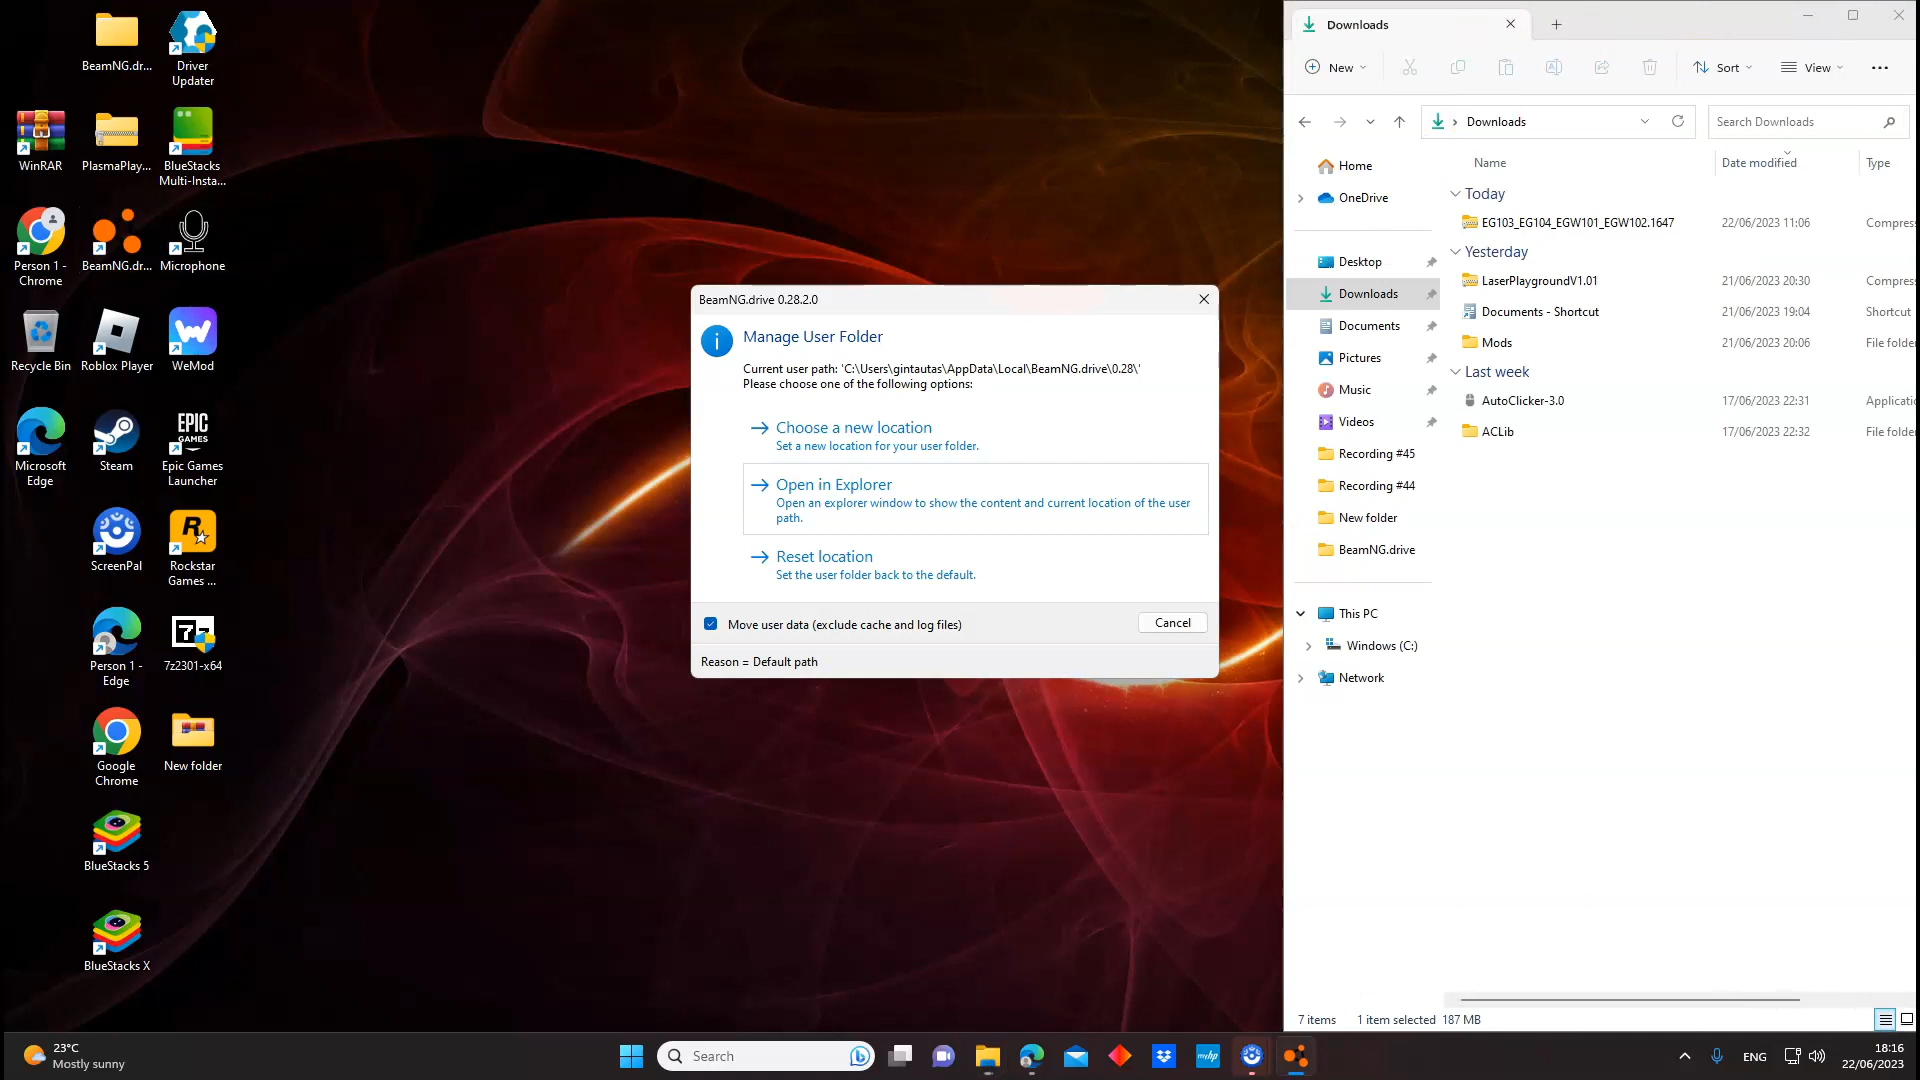 BeamNG.dr...
Driver
Updater
WinRAR
PlasmaPlay...
BlueStacks
Multi-Insta...
Person 1 -
Chrome
BeamNG.dr...
Microphone
Recycle Bin
Roblox Player
WeMod
Microsoft
Edge
Steam
EPIC
GAMES
Epic Games
Launcher
ScreenPal
Rockstar
Games ...
Person 1 -
Edge
7z2301-x64
Google
Chrome
New folder
BlueStacks 5
BlueStacks X
BeamNG.drive 0.28.2.0
Manage User Folder
Current user path: 'C:\Users\gintautas\AppData\Local\BeamNG.drive\0.28\'
Please choose one of the following options:
Choose a new location
Set a new location for your user folder.
Open in Explorer
Open an explorer window to show the content and current location of the user
path.
Reset location
Set the user folder back to the default.
Move user data (exclude cache and log files)
Cancel
Reason = Default path
Downloads
New
Sort
View
Downloads
Search Downloads
Home
OneDrive
Desktop
Downloads
Documents
Pictures
Music
Videos
Recording #45
Recording #44
New folder
BeamNG.drive
This PC
Windows (C:)
Network
Name
Date modified
Type
Today
EG103_EG104_EGW101_EGW102.1647
22/06/2023 11:06
Compress
Yesterday
LaserPlaygroundV1.01
21/06/2023 20:30
Compress
Documents - Shortcut
21/06/2023 19:04
Shortcut
Mods
21/06/2023 20:06
File folder
Last week
AutoClicker-3.0
17/06/2023 22:31
Applicatio
ACLib
17/06/2023 22:32
File folder
7 items
1 item selected 187 MB
23°C
Mostly sunny
Search
myhp
ENG
18:16
22/06/2023